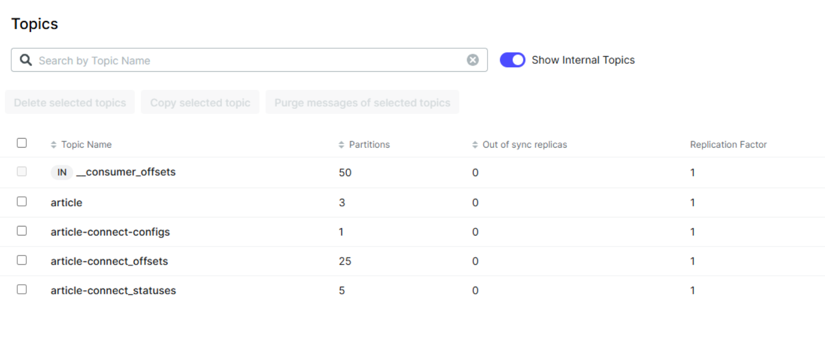 Topics
Search by Topic Name
Show Internal Topics
Delete selected topics Copy selected topic Purge messages of selected topics
Topic Name Partitions Out of sync replicas Replication Factor
IN __consumer_offsets 50 0 1
article 3 0 1
article-connect-configs 1 0 1
article-connect_offsets 25 0 1
article-connect_statuses 5 0 1